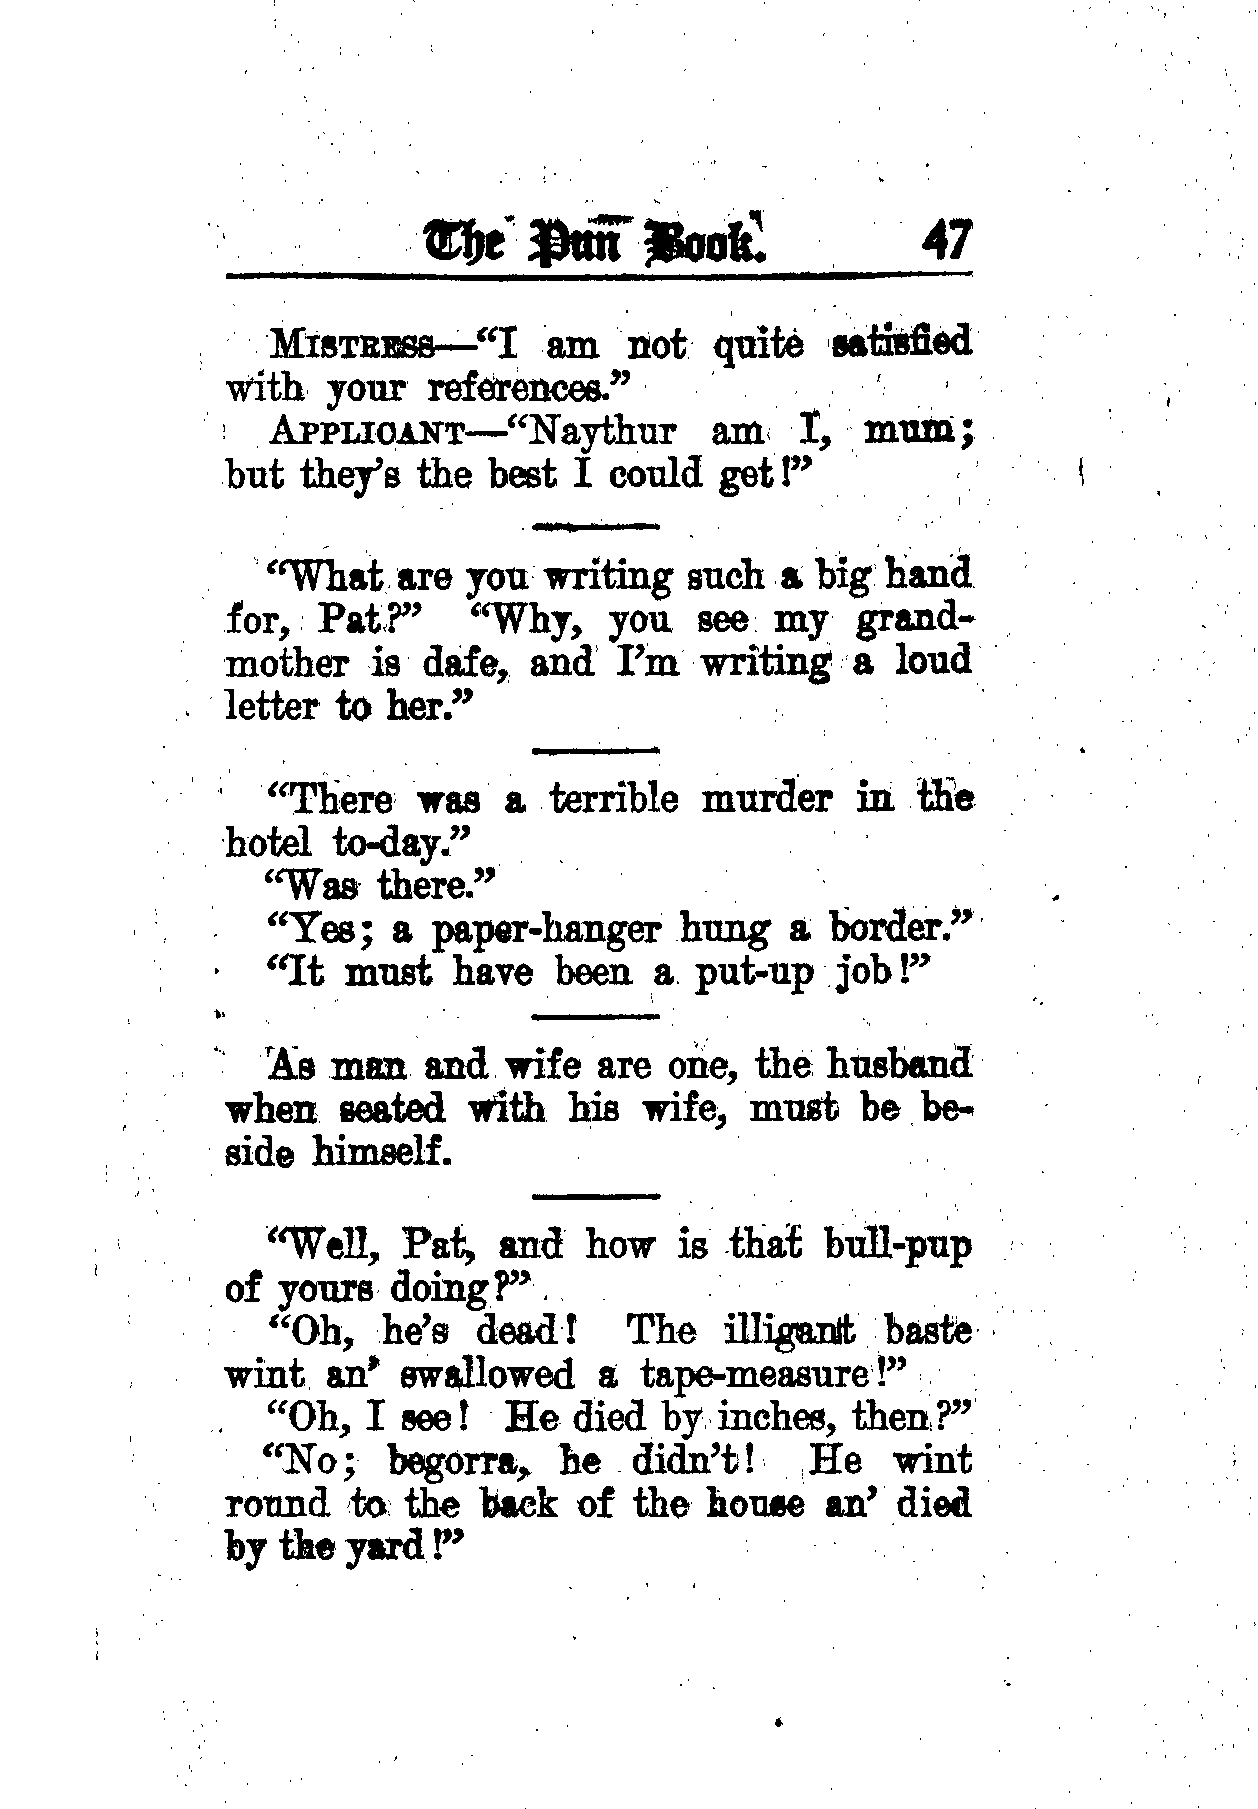 The Pun Book. 47
MISTRESS—“I am not quite satisfied
with your references.”
APPLICANT—“Naythur am I, mum;
but they’s the best I could get!”
“What are you writing such a big hand
for, Pat?” “Why, you see my grand-
mother is dafe, and I’m writing a loud
letter to her.”
“There was a terrible murder in the
hotel to-day.”
“Was there.”
“Yes; a paper-hanger hung a border.”
“It must have been a put-up job!”
As man and wife are one, the husband
when seated with his wife, must be be-
side himself.
“Well, Pat, and how is that bull-pup
of yours doing?”
“Oh, he’s dead! The illigant baste
wint an’ swallowed a tape-measure!”
“Oh, I see! He died by inches, then?”
“No; begorra, he didn’t! He wint
round to the back of the house an’ died
by the yard!”